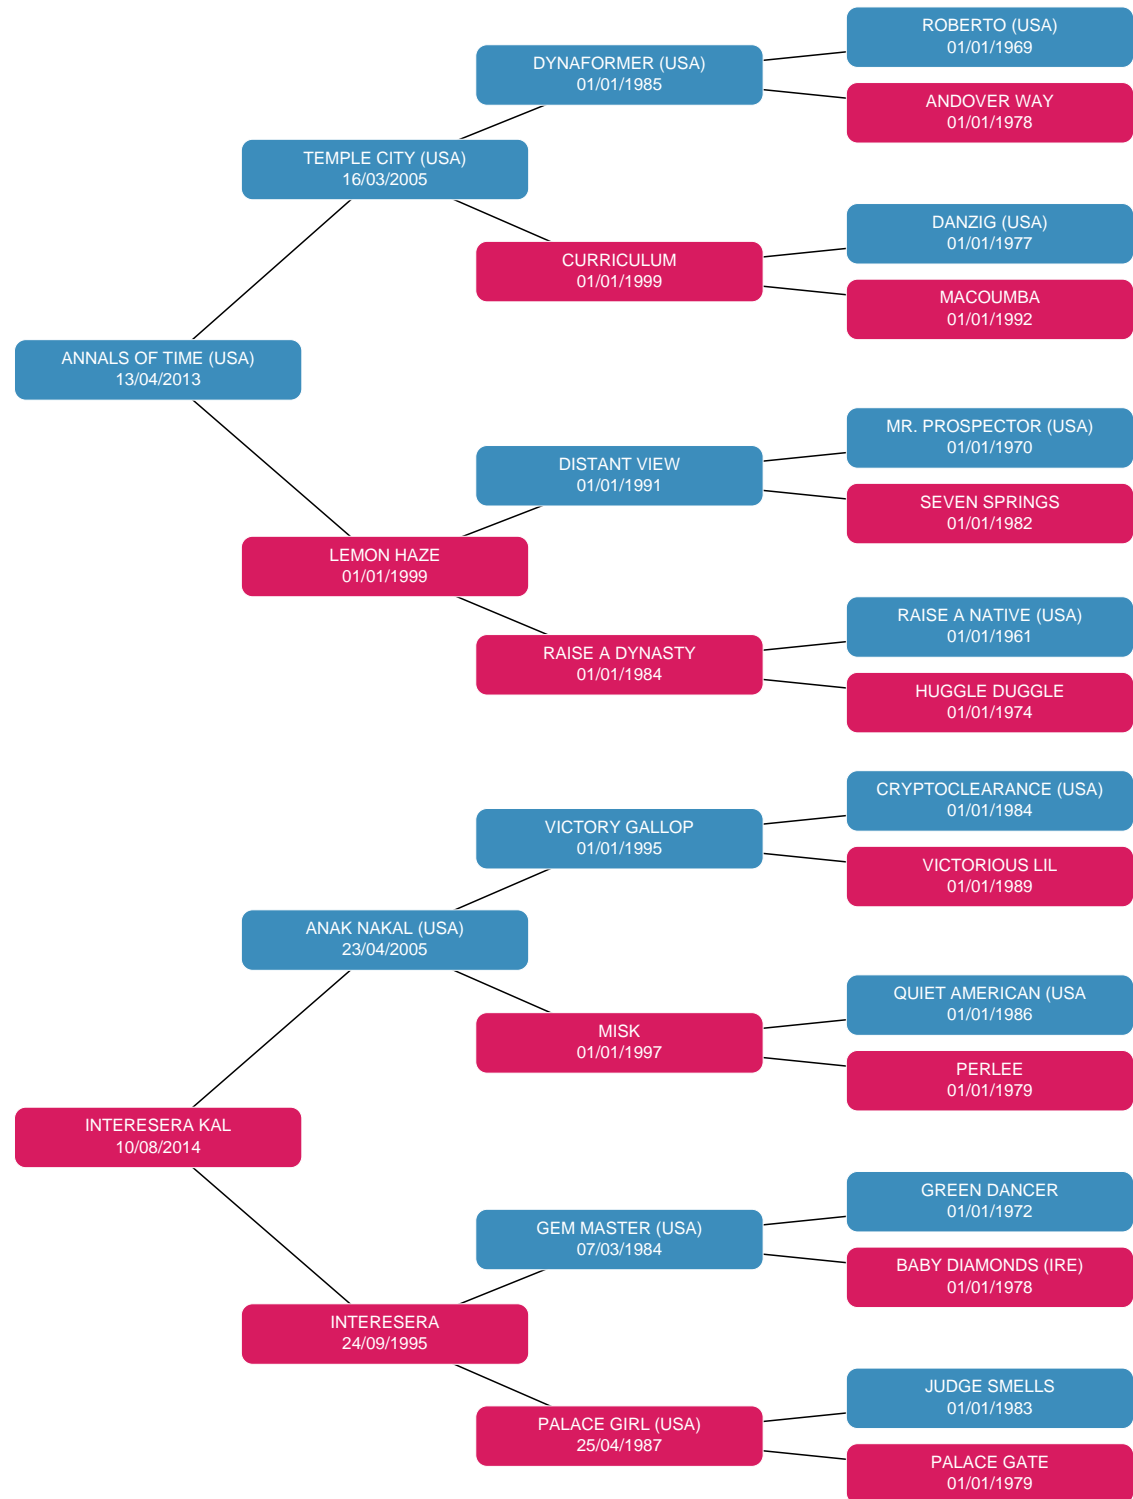 ROBERTO (USA)
01/01/1969
DYNAFORMER (USA)
01/01/1985
ANDOVER WAY
01/01/1978
TEMPLE CITY (USA)
16/03/2005
DANZIG (USA)
01/01/1977
CURRICULUM
01/01/1999
MACOUMBA
01/01/1992
ANNALS OF TIME (USA)
13/04/2013
MR. PROSPECTOR (USA)
01/01/1970
DISTANT VIEW
01/01/1991
SEVEN SPRINGS
01/01/1982
LEMON HAZE
01/01/1999
RAISE A NATIVE (USA)
01/01/1961
RAISE A DYNASTY
01/01/1984
HUGGLE DUGGLE
01/01/1974
CRYPTOCLEARANCE (USA)
01/01/1984
VICTORY GALLOP
01/01/1995
VICTORIOUS LIL
01/01/1989
ANAK NAKAL (USA)
23/04/2005
QUIET AMERICAN (USA
01/01/1986
MISK
01/01/1997
PERLEE
01/01/1979
INTERESERA KAL
10/08/2014
GREEN DANCER
01/01/1972
GEM MASTER (USA)
07/03/1984
BABY DIAMONDS (IRE)
01/01/1978
INTERESERA
24/09/1995
JUDGE SMELLS
01/01/1983
PALACE GIRL (USA)
25/04/1987
PALACE GATE
01/01/1979